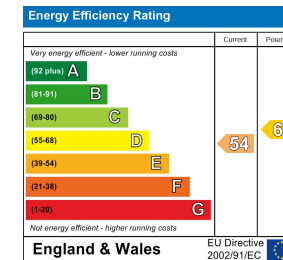 Energy Efficiency Rating
Current
Very energy efficient - lower running costs
(92 plus) A
(81-91) B
(69-80) C
(55-68) D
(39-54) E
(21-38) F
(1-20) G
54
Not energy efficient - higher running costs
England & Wales
EU Directive
2002/91/EC